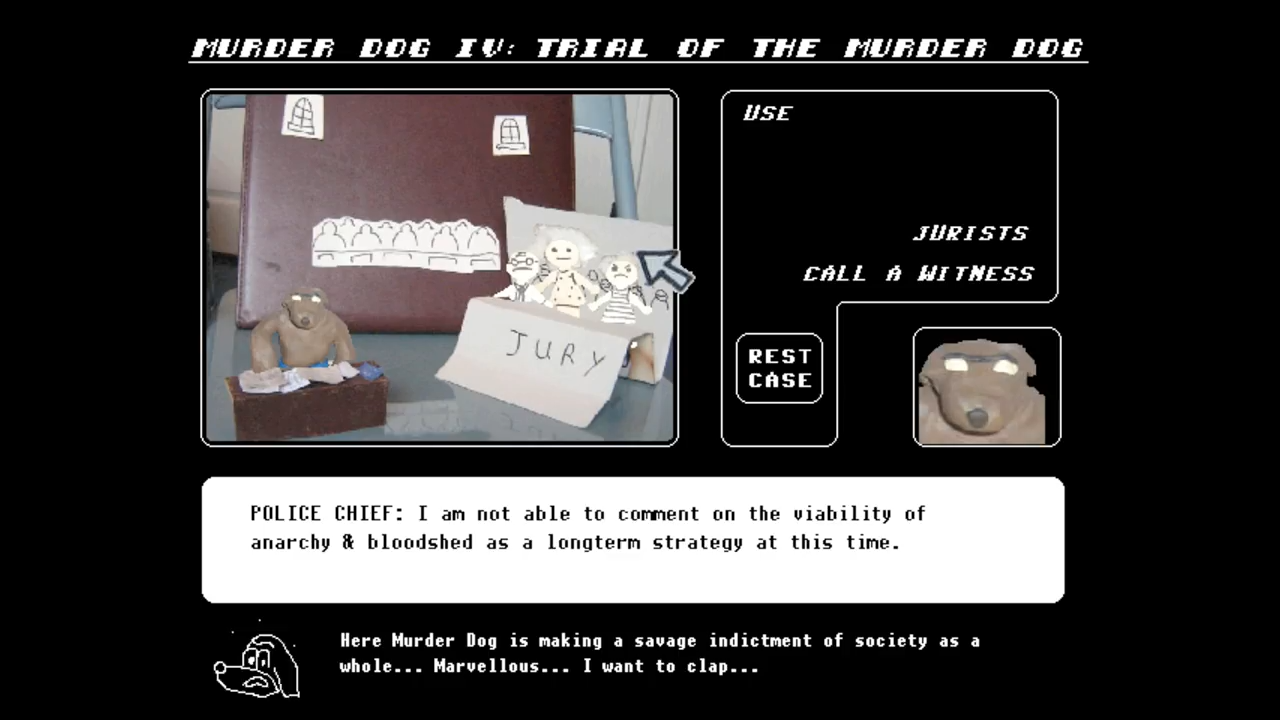 MURDER DOG IV: TRIAL OF THE MURDER DOG
USE
JURISTS
CALL A WITNESS
JURY
REST
CASE
POLICE CHIEF: I am not able to comment on the viability of
anarchy & bloodshed as a longterm strategy at this time.
Here Murder Dog is making a savage indictment of society as a
whole... Marvellous... I want to clap...